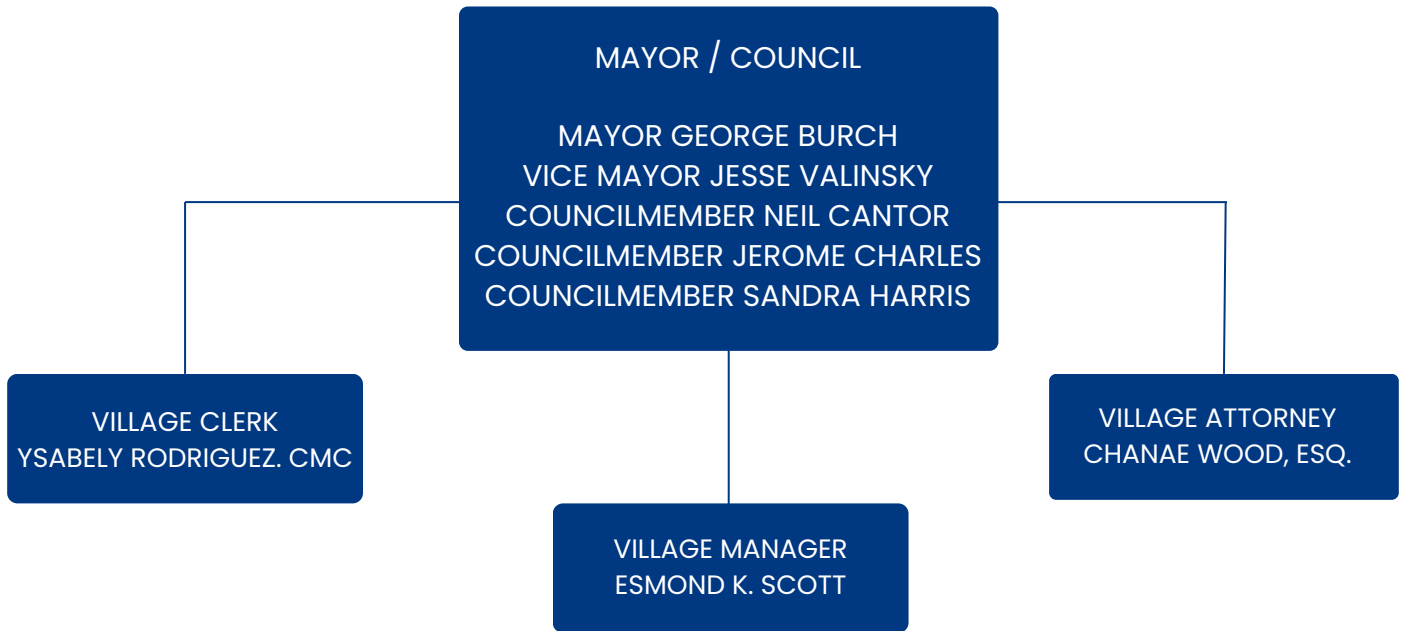 MAYOR / COUNCIL
MAYOR GEORGE BURCH
VICE MAYOR JESSE VALINSKY
COUNCILMEMBER NEIL CANTOR
COUNCILMEMBER JEROME CHARLES
COUNCILMEMBER SANDRA HARRIS
VILLAGE CLERK
YSABELY RODRIGUEZ. CMC
VILLAGE MANAGER
ESMOND K. SCOTT
VILLAGE ATTORNEY
CHANAE WOOD, ESQ.